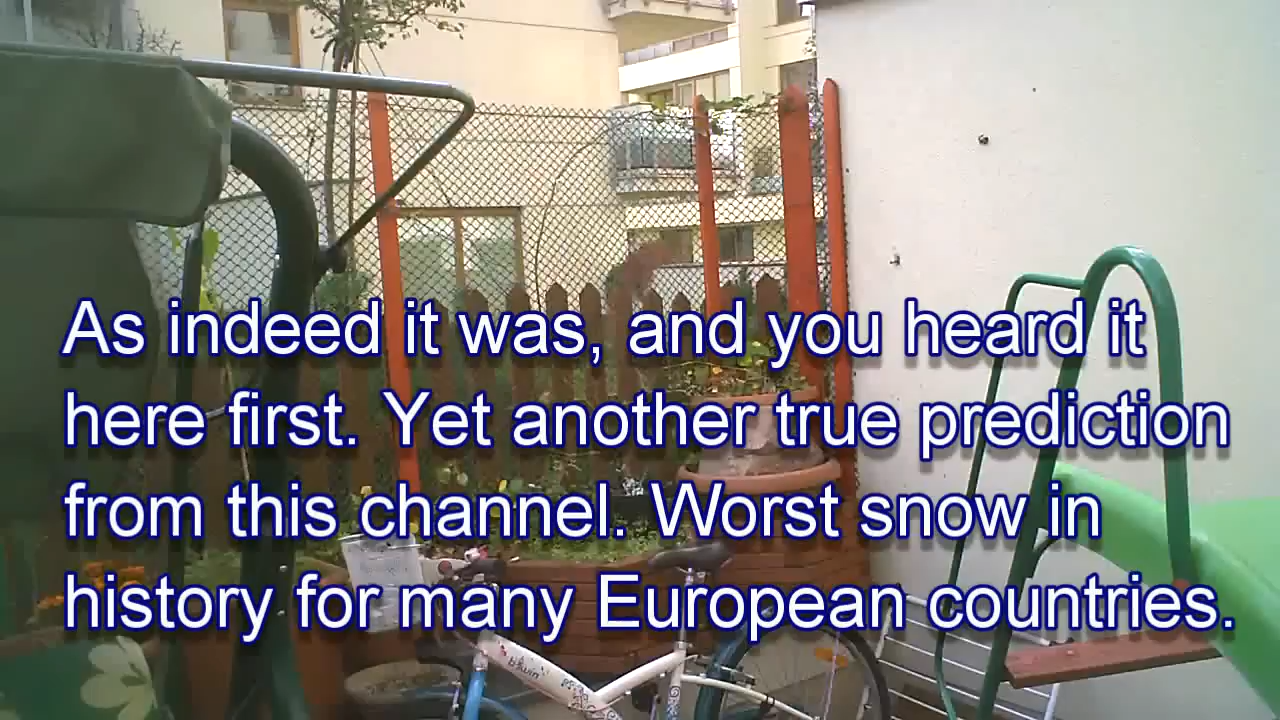 As indeed it was, and you heard it
here first. Yet another true prediction
from this channel. Worst snow in
history for many European countries.